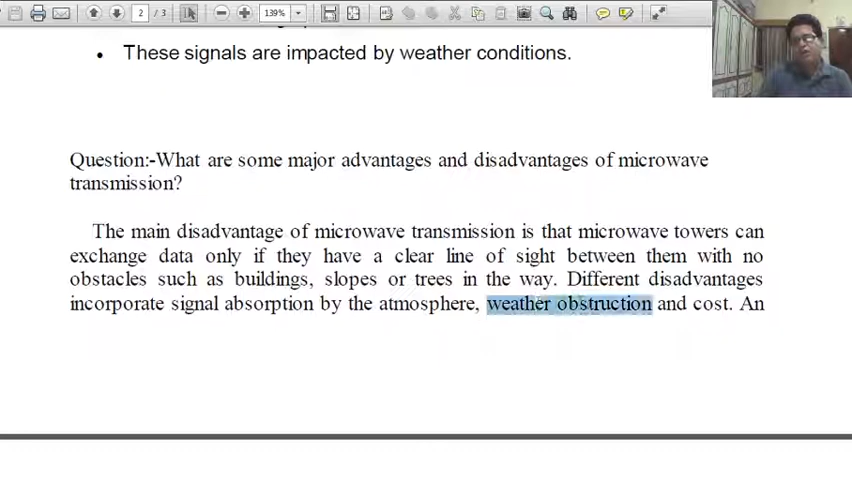 2 / 3
139%
• These signals are impacted by weather conditions.
Question:-What are some major advantages and disadvantages of microwave
transmission?
The main disadvantage of microwave transmission is that microwave towers can
exchange data only if they have a clear line of sight between them with no
obstacles such as buildings, slopes or trees in the way. Different disadvantages
incorporate signal absorption by the atmosphere, weather obstruction and cost. An